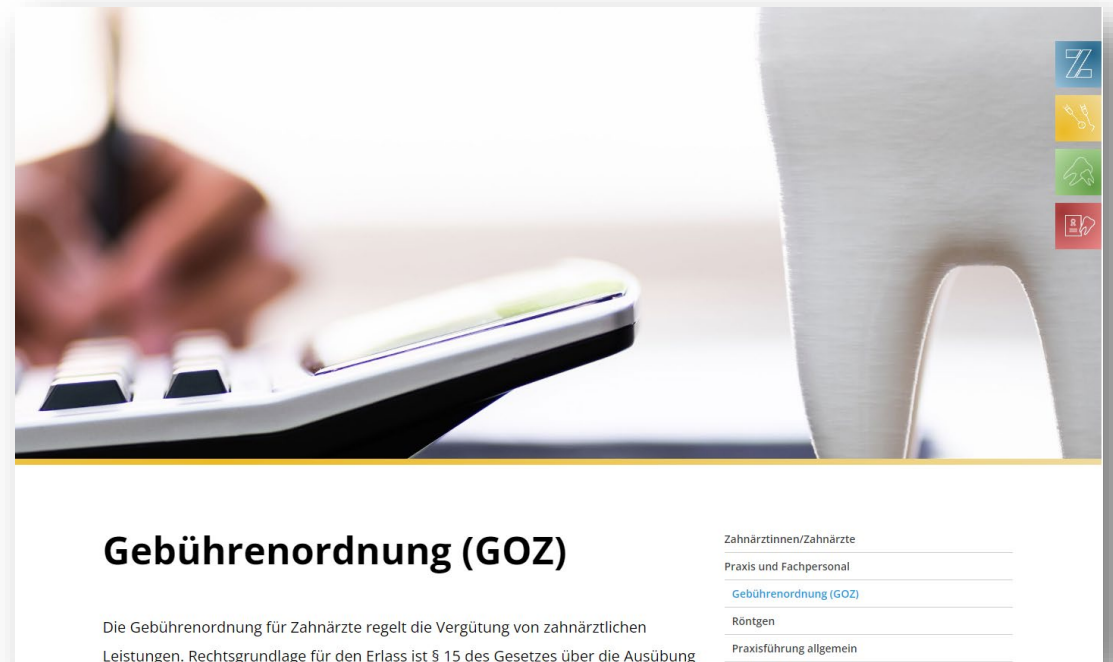 Gebührenordnung (GOZ)
Die Gebührenordnung für Zahnärzte regelt die Vergütung von zahnärztlichen
Leistungen. Rechtsgrundlage für den Erlass ist § 15 des Gesetzes über die Ausübung
Zahnärztinnen/Zahnärzte
Praxis und Fachpersonal
Gebührenordnung (GOZ)
Röntgen
Praxisführung allgemein